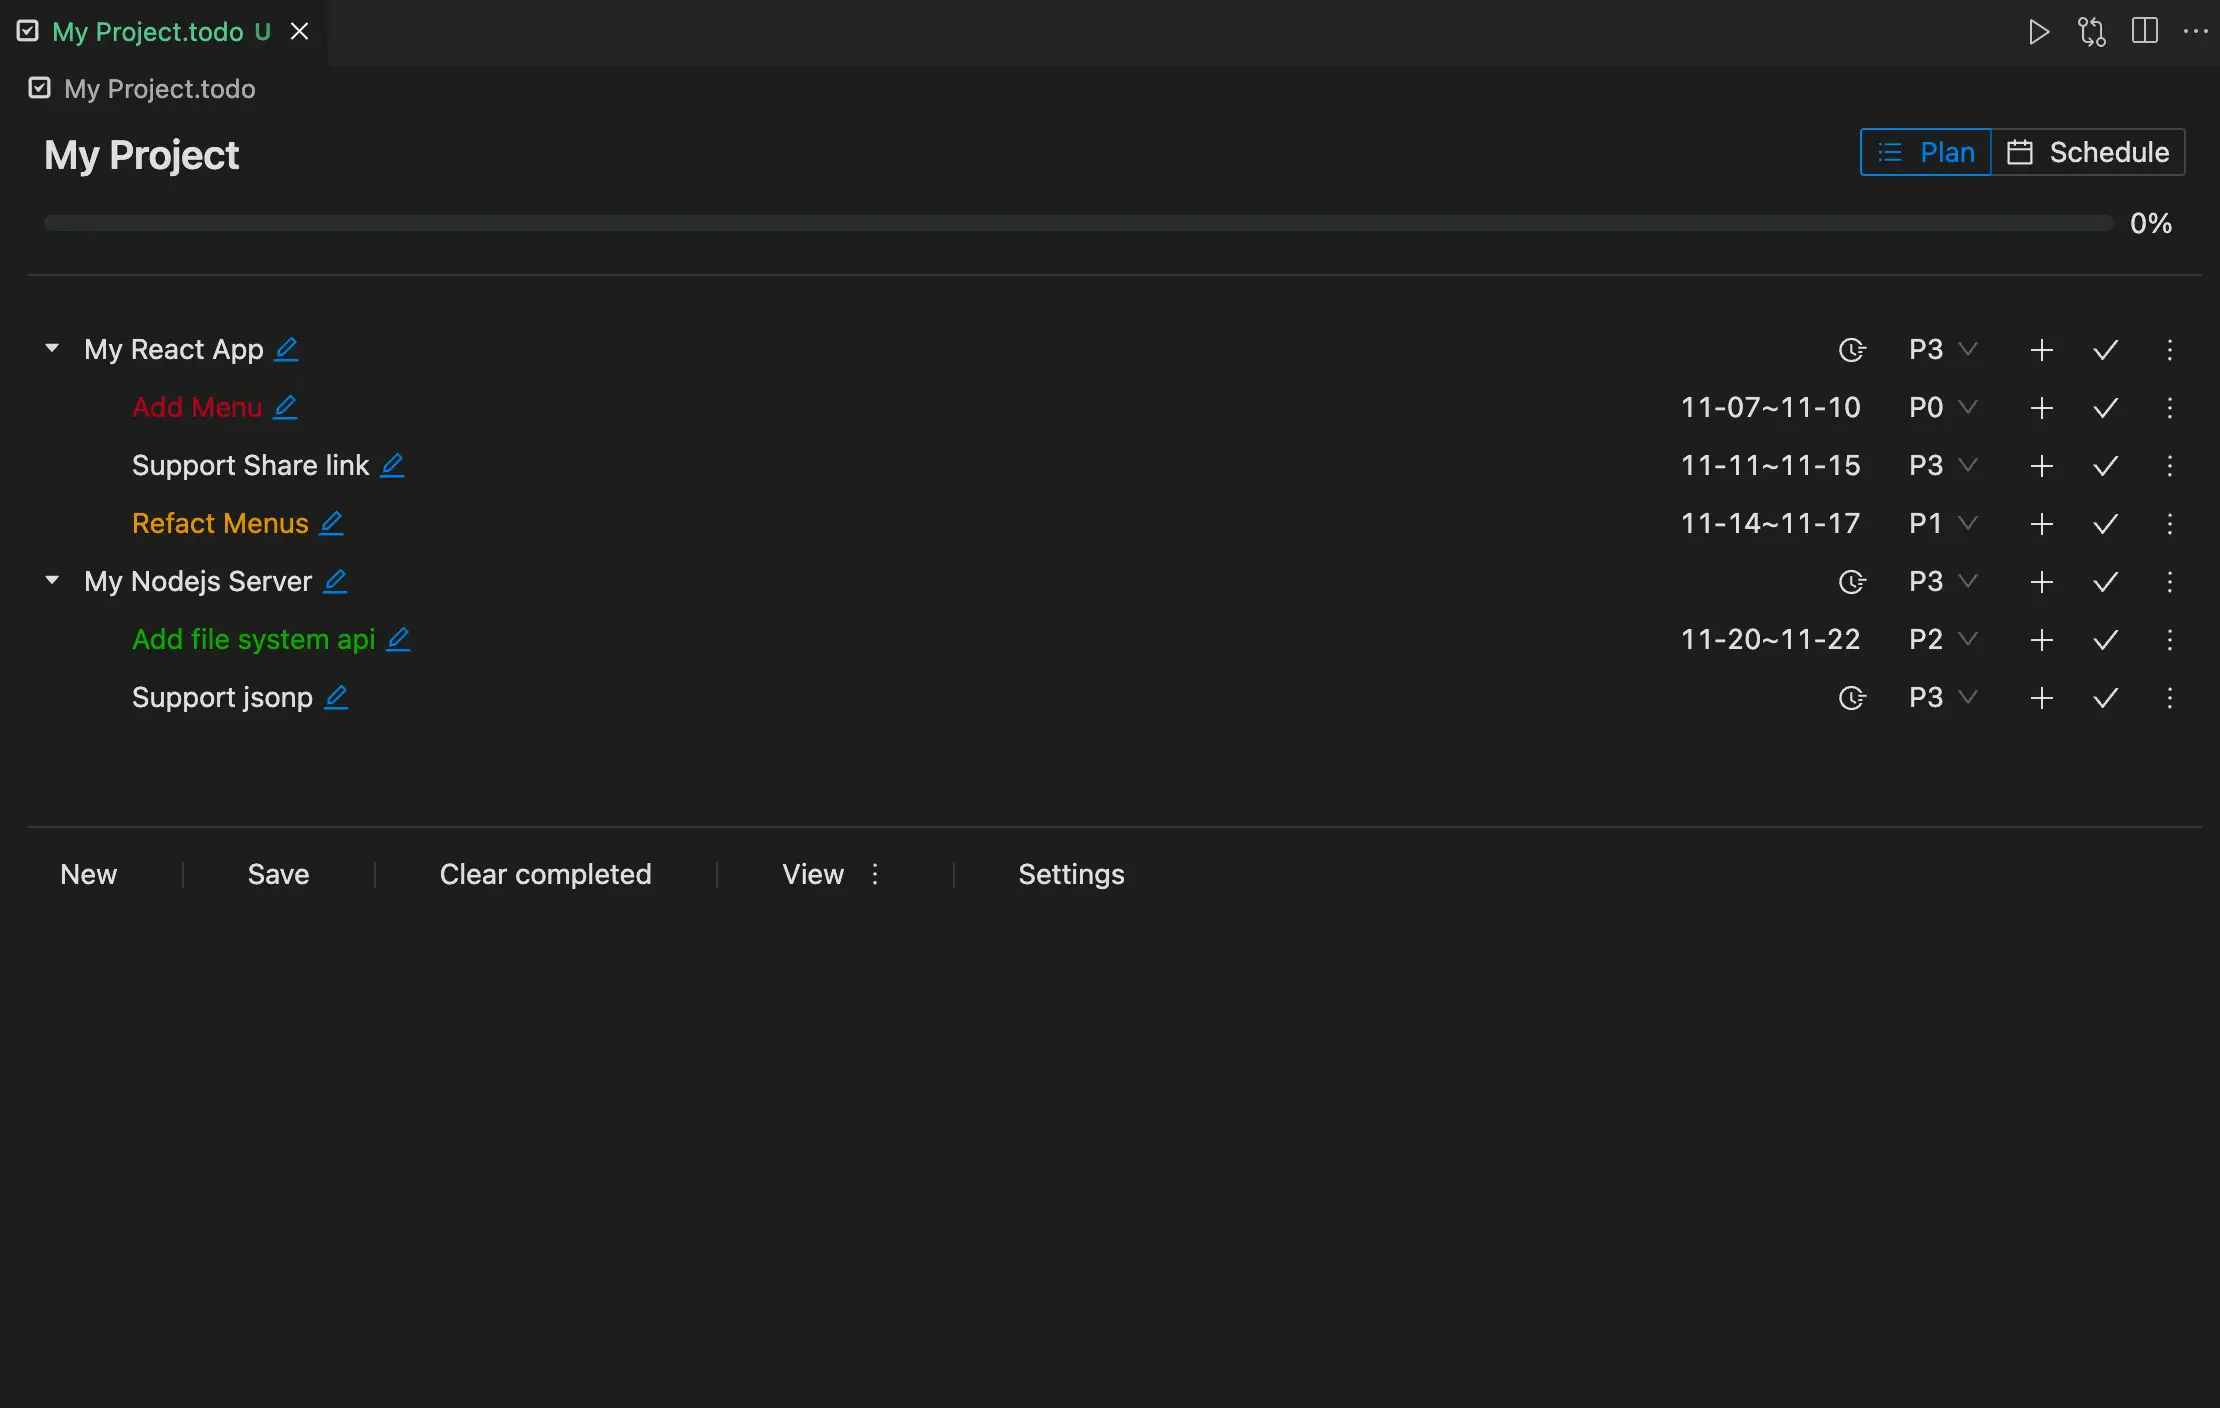 My Project.todo U
My Project.todo
My Project
Plan Schedule
0%
My React App P3
Add Menu 11-07~11-10 P0
Support Share link 11-11~11-15 P3
Refact Menus 11-14~11-17 P1
My Nodejs Server P3
Add file system api 11-20~11-22 P2
Support jsonp P3
New Save Clear completed View Settings